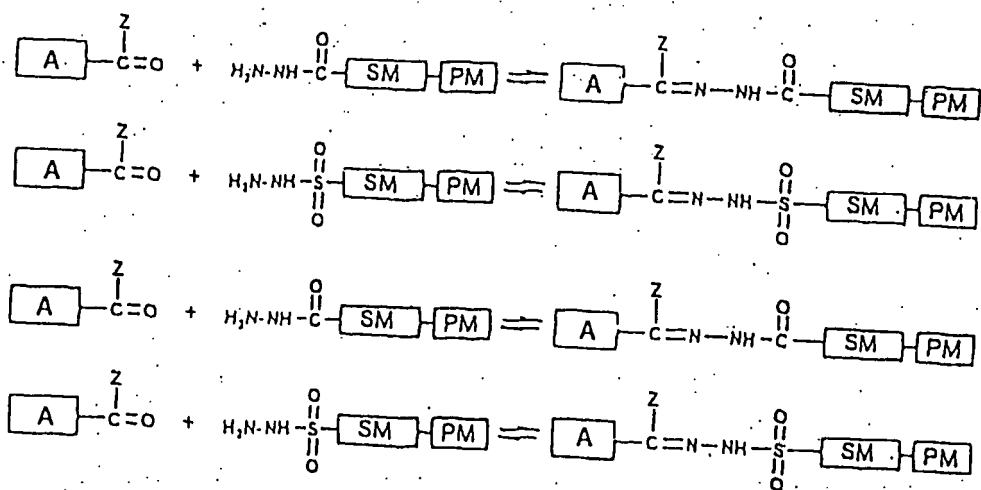 Z O Z O
A C=O + H₂N-NH C SM PM ⇌ A C=N-NH-C SM PM
Z O Z O
A C=O + H₂N-NH S SM PM ⇌ A C=N-NH-S SM PM
O O
Z O Z O
A C=O + H₂N-NH C SM PM ⇌ A C=N-NH-C SM PM
Z O Z O
A C=O + H₂N-NH S SM PM ⇌ A C=N-NH-S SM PM
O O